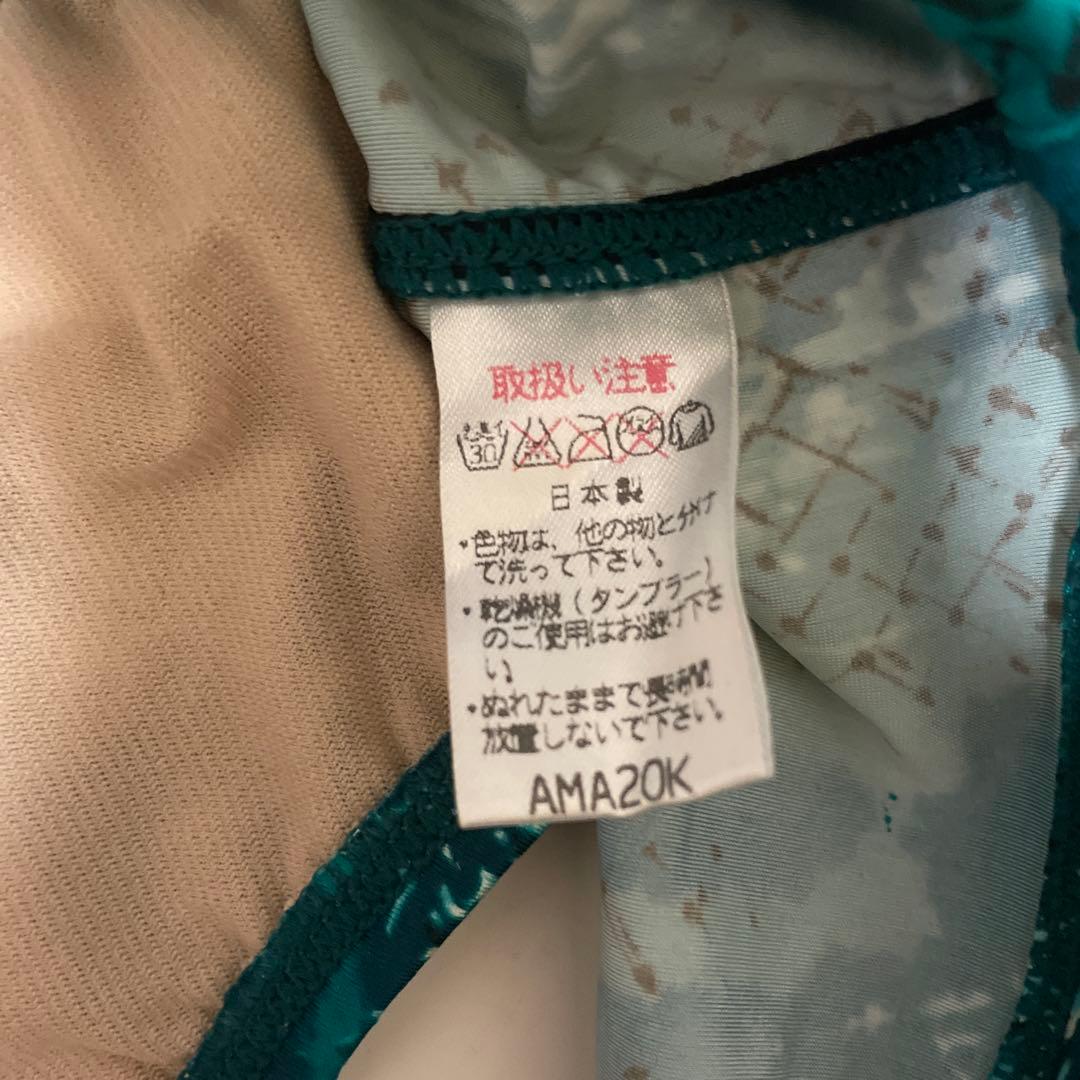 取扱い注意
30
日本製
・色物は、他の物と分け
て洗って下さい。
・乾燥機(タンブラー)
のご使用はお避け下さ
い
・ぬれたままで長時間
放置しないで下さい。
AMA20K